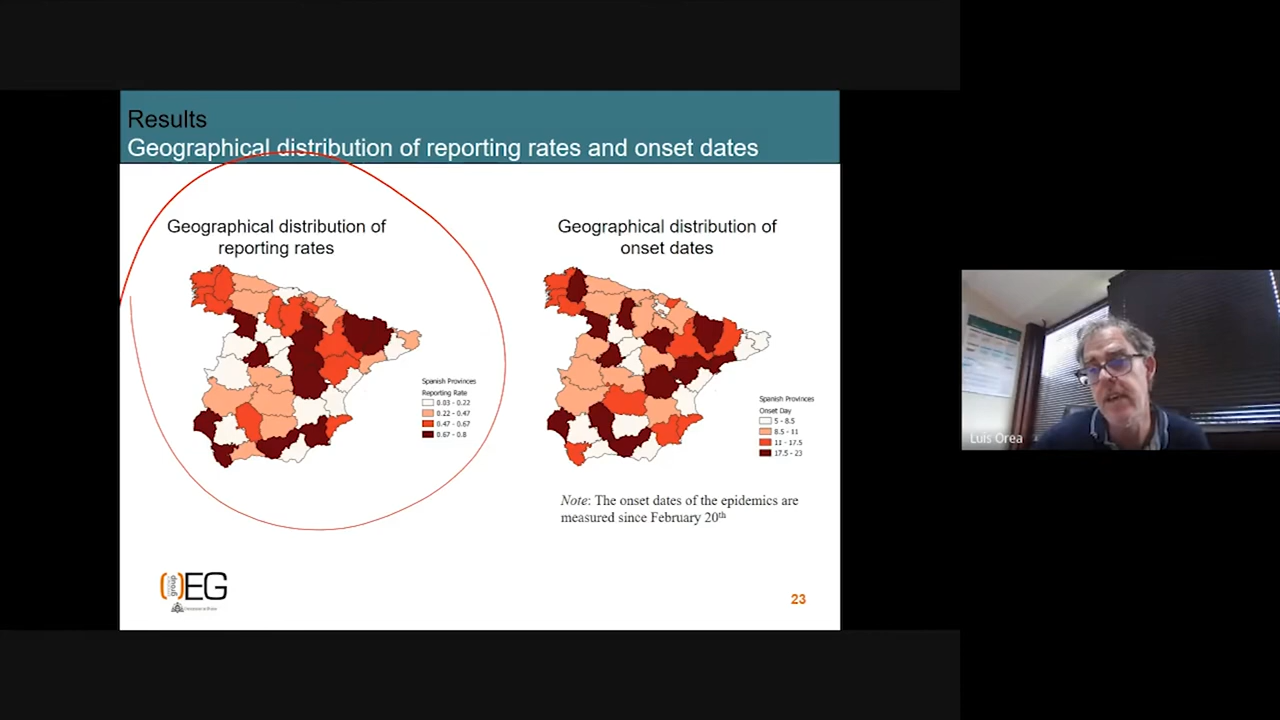 Results
Geographical distribution of reporting rates and onset dates
Geographical distribution of
reporting rates
Spanish Provinces
Reporting Rate
0.03 - 0.22
0.22 - 0.47
0.47 - 0.67
0.67 - 0.8
Geographical distribution of
onset dates
Spanish Provinces
Onset Day
5 - 8.5
8.5 - 11
11 - 17.5
17.5 - 23
Note: The onset dates of the epidemics are
measured since February 20th
group
OEG
23
Luis Orea